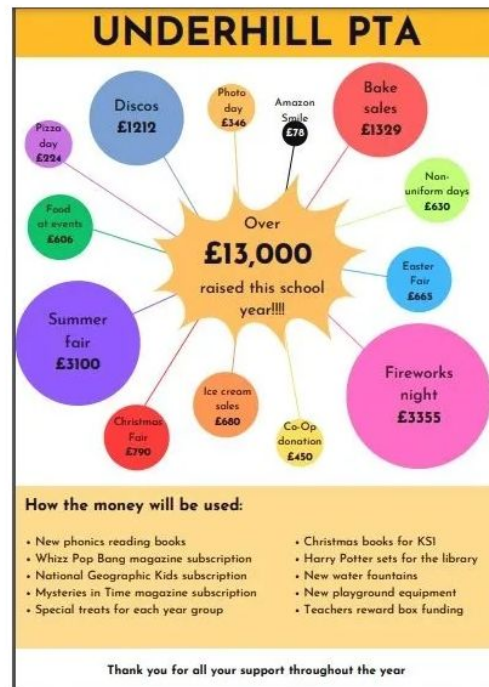 UNDERHILL PTA
Discos
£1212
Photo
day
£346
Amazon
Smile
£78
Bake
sales
£1329
Pizza
day
£224
Non-
uniform days
£630
Food
at events
£606
Over
£13,000
raised this school
year!!!!
Easter
Fair
£665
Summer
fair
£3100
Fireworks
night
£3355
Christmas
Fair
£790
Ice cream
sales
£680
Co-Op
donation
£450
How the money will be used:
• New phonics reading books
• Whizz Pop Bang magazine subscription
• National Geographic Kids subscription
• Mysteries in Time magazine subscription
• Special treats for each year group
• Christmas books for KS1
• Harry Potter sets for the library
• New water fountains
• New playground equipment
• Teachers reward box funding
Thank you for all your support throughout the year